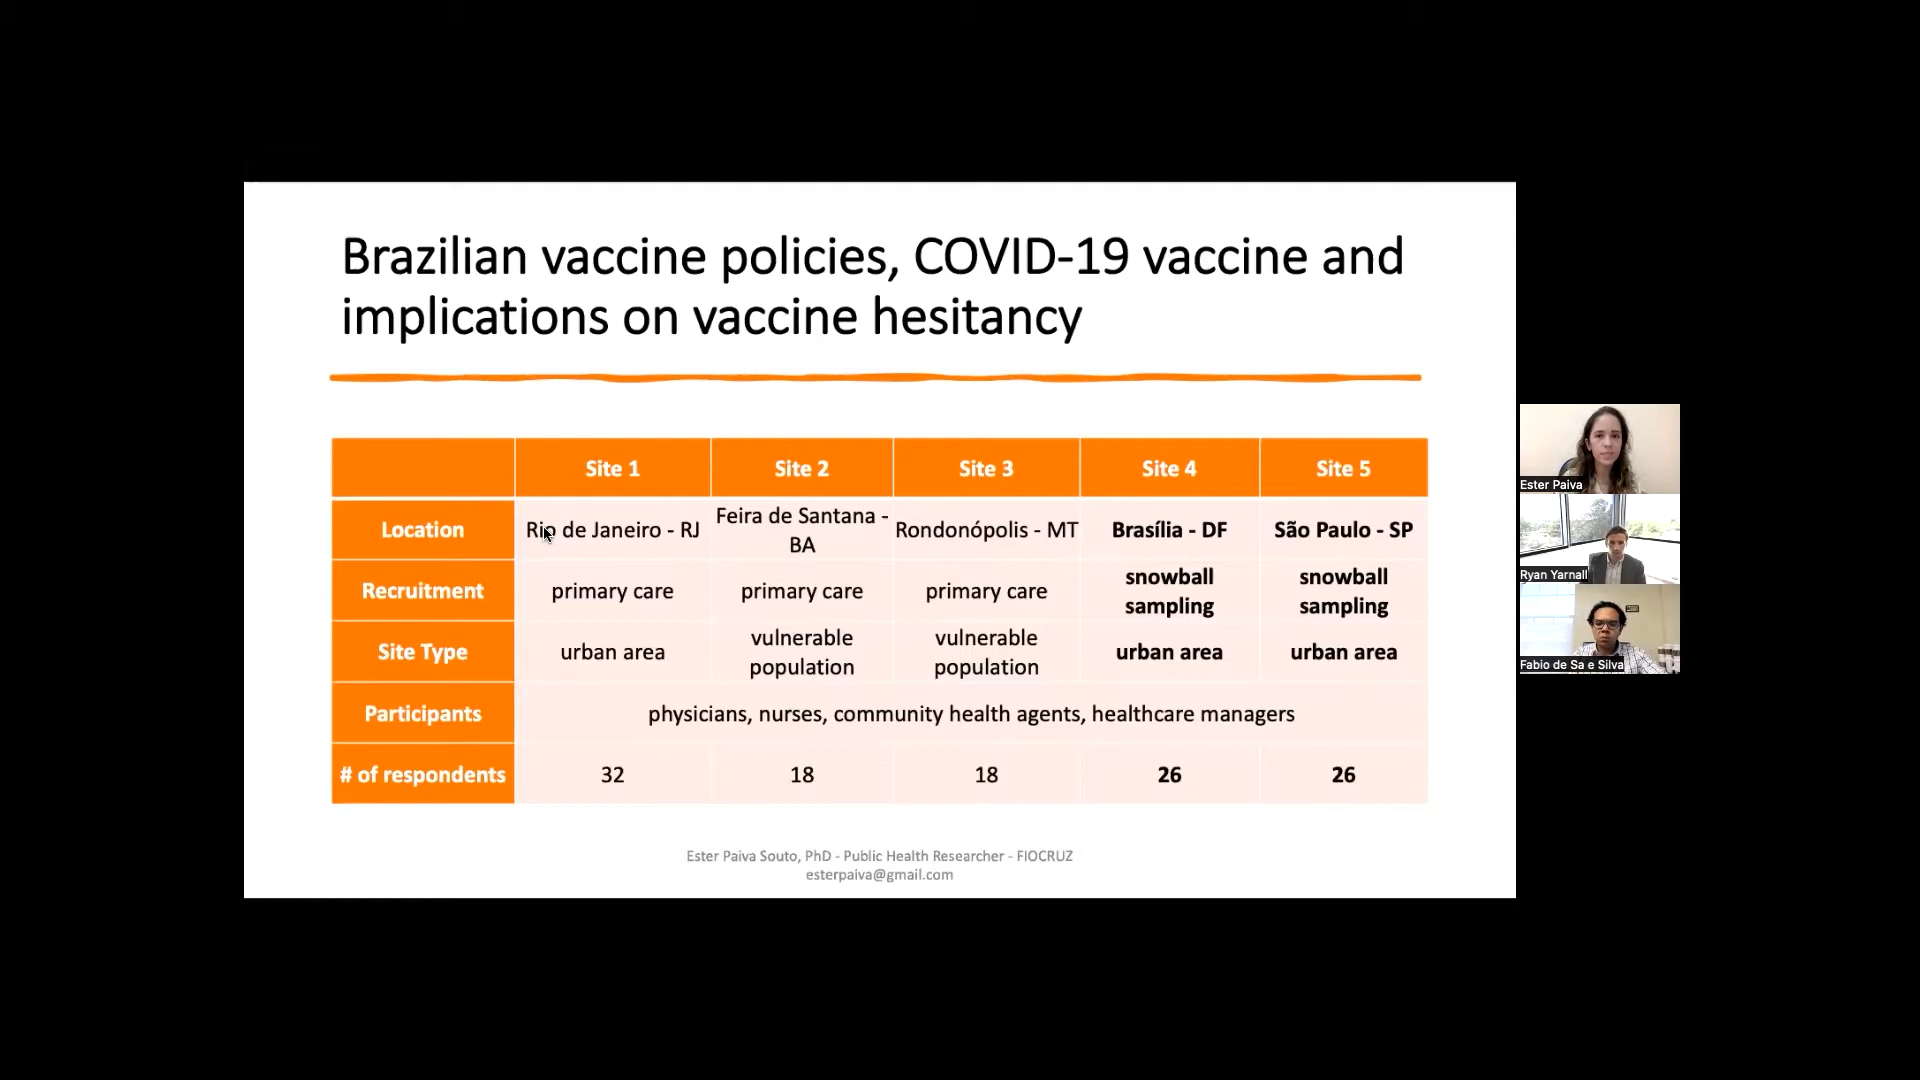 Brazilian vaccine policies, COVID-19 vaccine and
implications on vaccine hesitancy
Site 1 Site 2 Site 3 Site 4 Site 5
Location Rio de Janeiro - RJ Feira de Santana - BA Rondonópolis - MT Brasília - DF São Paulo - SP
Recruitment primary care primary care primary care snowball sampling snowball sampling
Site Type urban area vulnerable population vulnerable population urban area urban area
Participants physicians, nurses, community health agents, healthcare managers
# of respondents 32 18 18 26 26
Ester Paiva Souto, PhD - Public Health Researcher - FIOCRUZ
esterpaiva@gmail.com
Ester Paiva
Ryan Yarnall
Fabio de Sa e Silva